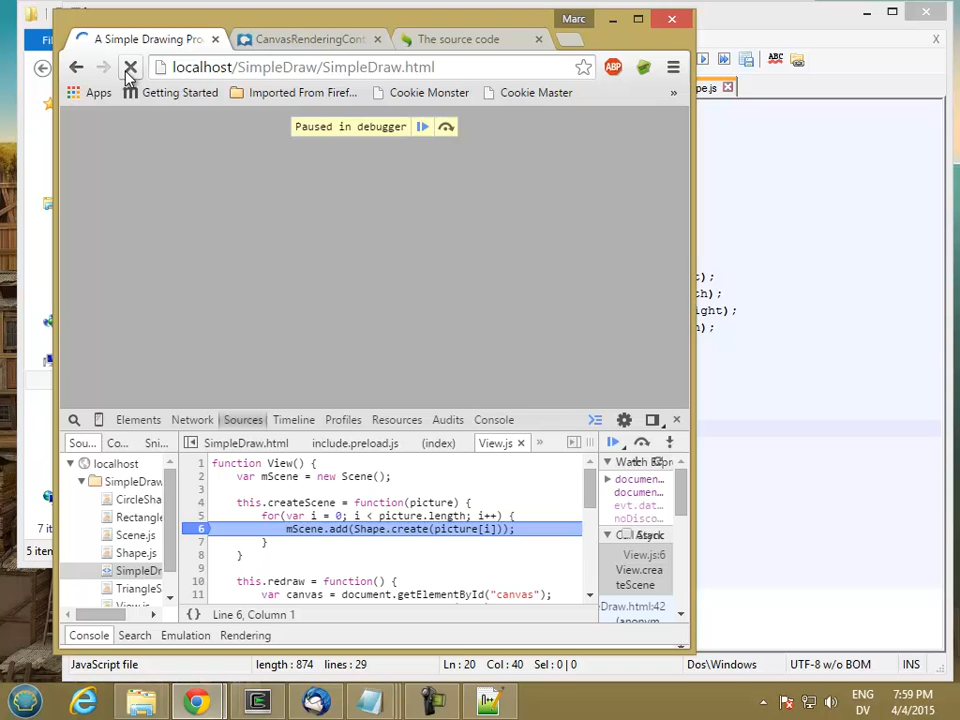 Marc
A Simple Drawing Pro
CanvasRenderingCont
The source code
localhost/SimpleDraw/SimpleDraw.html
ABP
Apps
Getting Started
Imported From Firef...
Cookie Monster
Cookie Master
»
Paused in debugger
Elements
Network
Sources
Timeline
Profiles
Resources
Audits
Console
Sou...
Co...
Sni...
SimpleDraw.html
include.preload.js
(index)
View.js
»
localhost
SimpleDraw
CircleSha
Rectangle
Scene.js
Shape.js
SimpleDr
TriangleS
View.js
1 function View() {
2 var mScene = new Scene();
3
4 this.createScene = function(picture) {
5 for(var i = 0; i < picture.length; i++) {
6 mScene.add(Shape.create(picture[i]));
7 }
8 }
9
10 this.redraw = function() {
11 var canvas = document.getElementById("canvas");
{} Line 6, Column 1
Watch Expr
documen...
documen...
evt.dat...
noDisco...
Async
View.js:6
View.crea
teScene
Draw.html:42
(anonym
Console
Search
Emulation
Rendering
Fil
7 it
5 item
ABC
pe.js
t);
h);
ight);
h);
JavaScript file
length : 874 lines : 29
Ln : 20 Col : 40 Sel : 0 | 0
Dos\Windows
UTF-8 w/o BOM
INS
ENG
DV
7:59 PM
4/4/2015